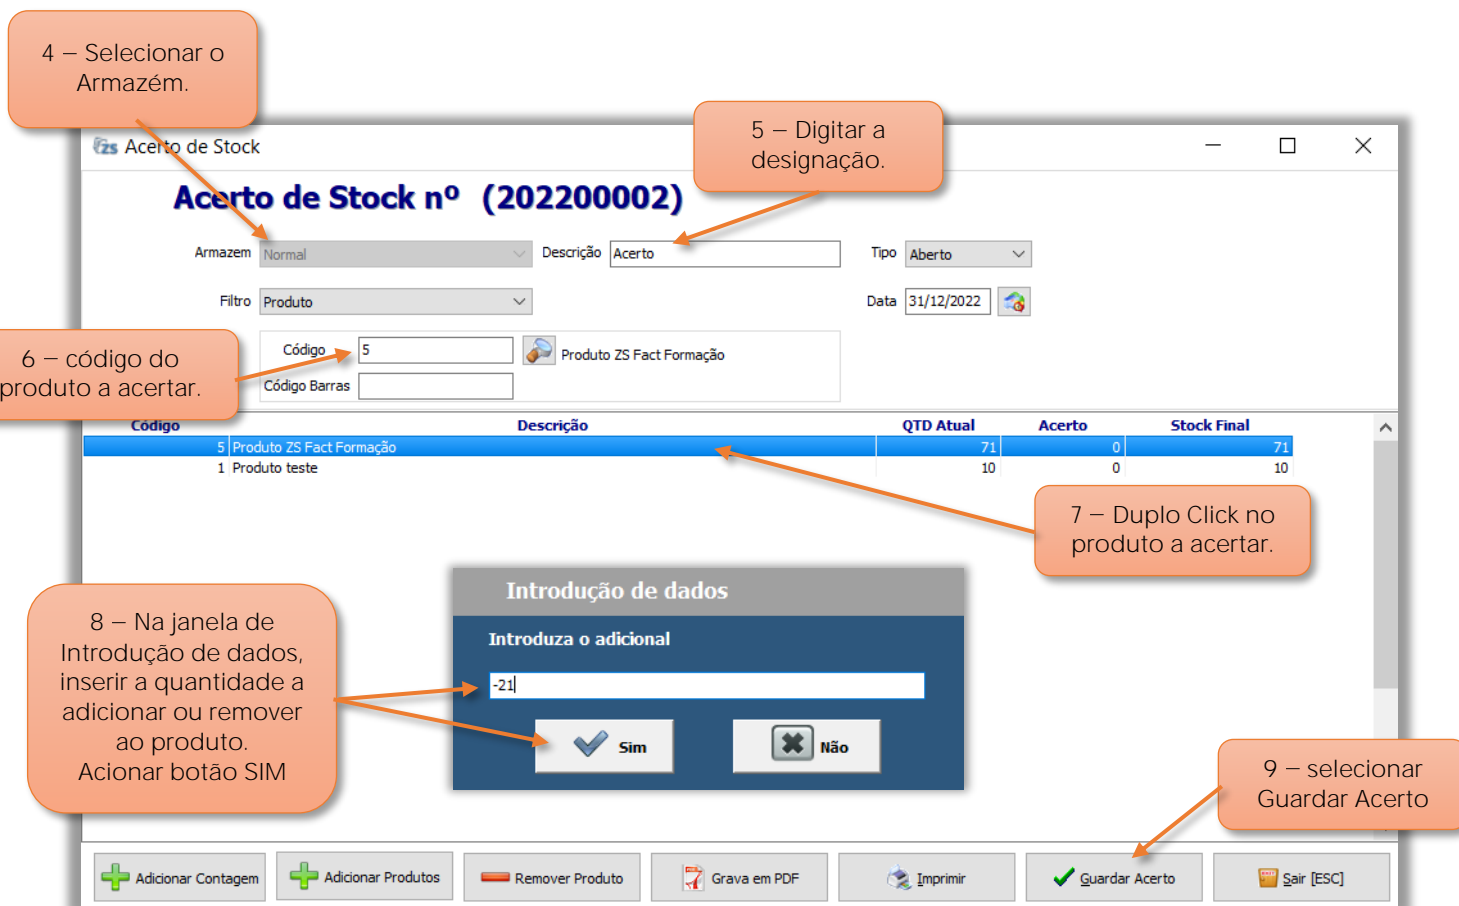 4 – Selecionar o
Armazém.
5 – Digitar a
designação.
zs Acerto de Stock
Acerto de Stock nº (202200002)
Armazem Normal Descrição Acerto Tipo Aberto
Filtro Produto Data 31/12/2022
6 – código do
produto a acertar.
Código 5 Produto ZS Fact Formação
Código Barras
Código Descrição QTD Atual Acerto Stock Final
5 Produto ZS Fact Formação 71 0 71
1 Produto teste 10 0 10
7 – Duplo Click no
produto a acertar.
8 – Na janela de
Introdução de dados,
inserir a quantidade a
adicionar ou remover
ao produto.
Acionar botão SIM
Introdução de dados
Introduza o adicional
-21
Sim Não
9 – selecionar
Guardar Acerto
Adicionar Contagem Adicionar Produtos Remover Produto Grava em PDF Imprimir Guardar Acerto Sair [ESC]